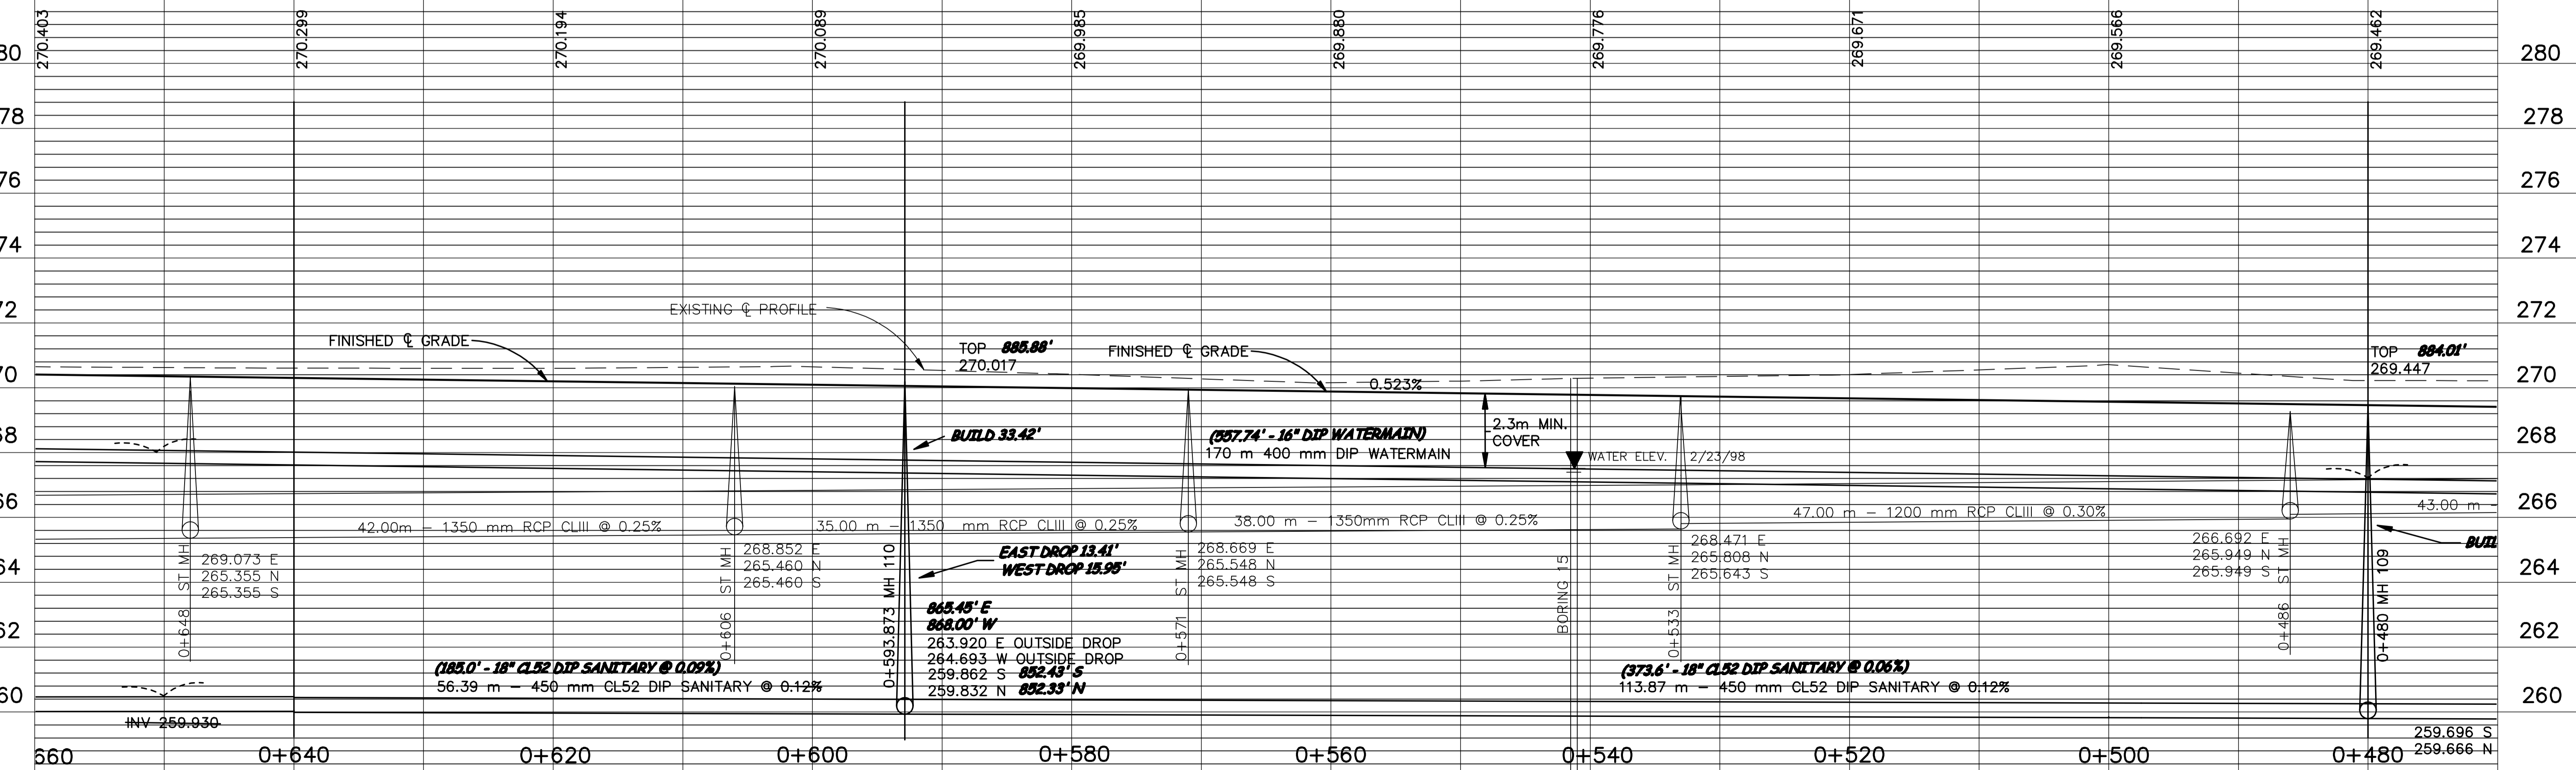 270.403
270.299
270.194
270.089
269.985
269.880
269.776
269.671
269.566
269.462
80
280
78
278
76
276
74
274
72
272
EXISTING ℄ PROFILE
FINISHED ℄ GRADE
TOP 885.88'
270.017
FINISHED ℄ GRADE
TOP 884.01'
269.447
70
270
0.523%
68
268
BUILD 33.42'
(557.74' - 16" DIP WATERMAIN)
170 m 400 mm DIP WATERMAIN
2.3m MIN.
COVER
WATER ELEV. 2/23/98
66
266
42.00m - 1350 mm RCP CLIII @ 0.25%
35.00 m - 1350 mm RCP CLIII @ 0.25%
38.00 m - 1350mm RCP CLIII @ 0.25%
47.00 m - 1200 mm RCP CLIII @ 0.30%
43.00 m -
64
264
0+648 ST MH
269.073 E
265.355 N
265.355 S
0+606 ST MH
268.852 E
265.460 N
265.460 S
0+593.873 MH 110
EAST DROP 13.41'
WEST DROP 15.95'
0+571 ST MH
268.669 E
265.548 N
265.548 S
BORING 15
0+533 ST MH
268.471 E
265.808 N
265.643 S
266.692 E
265.949 N
265.949 S
0+486 ST MH
0+480 MH 109
BUIL
62
262
865.45' E
868.00' W
263.920 E OUTSIDE DROP
264.693 W OUTSIDE DROP
259.862 S 852.43' S
259.832 N 852.33' N
(185.0' - 18" CL52 DIP SANITARY @ 0.09%)
56.39 m - 450 mm CL52 DIP SANITARY @ 0.12%
(373.6' - 18" CL52 DIP SANITARY @ 0.06%)
113.87 m - 450 mm CL52 DIP SANITARY @ 0.12%
60
260
INV 259.930
259.696 S
259.666 N
660
0+640
0+620
0+600
0+580
0+560
0+540
0+520
0+500
0+480